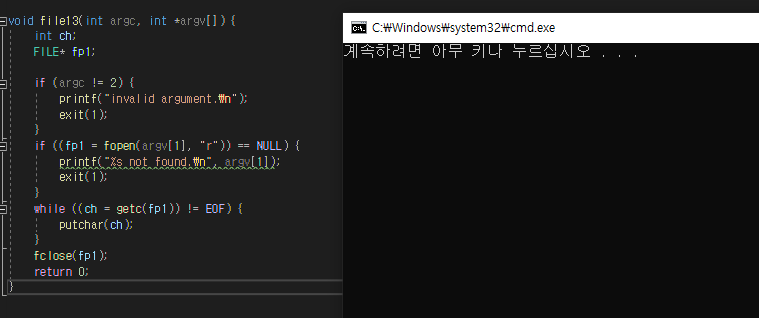 void file13(int argc, int *argv[]) {
int ch;
FILE* fp1;
if (argc != 2) {
printf("invalid argument.₩n");
exit(1);
}
if ((fp1 = fopen(argv[1], "r")) == NULL) {
printf("%s not found.₩n", argv[1]);
exit(1);
}
while ((ch = getc(fp1)) != EOF) {
putchar(ch);
}
fclose(fp1);
return 0;
}
C:₩Windows₩system32₩cmd.exe
계속하려면 아무 키나 누르십시오 . . .